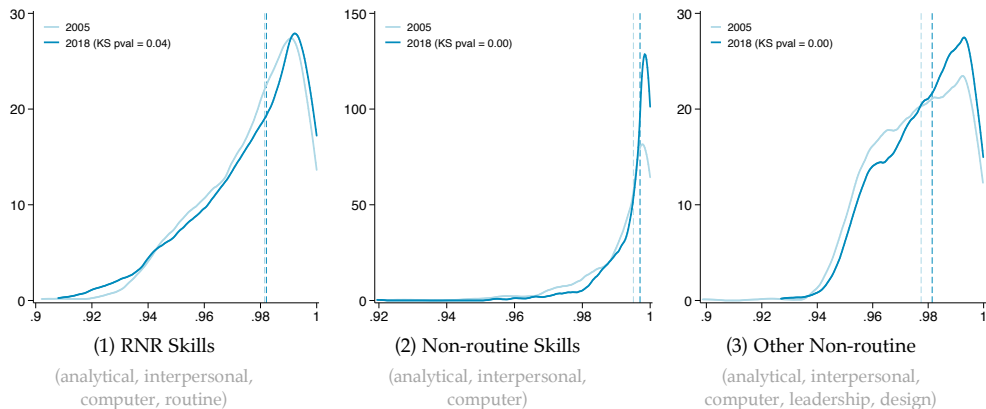 30
20
10
0
2005
2018 (KS pval = 0.04)
.9
.92
.94
.96
.98
1
(1) RNR Skills
(analytical, interpersonal,
computer, routine)
150
100
50
0
2005
2018 (KS pval = 0.00)
.92
.94
.96
.98
1
(2) Non-routine Skills
(analytical, interpersonal,
computer)
30
20
10
0
2005
2018 (KS pval = 0.00)
.9
.92
.94
.96
.98
1
(3) Other Non-routine
(analytical, interpersonal,
computer, leadership, design)